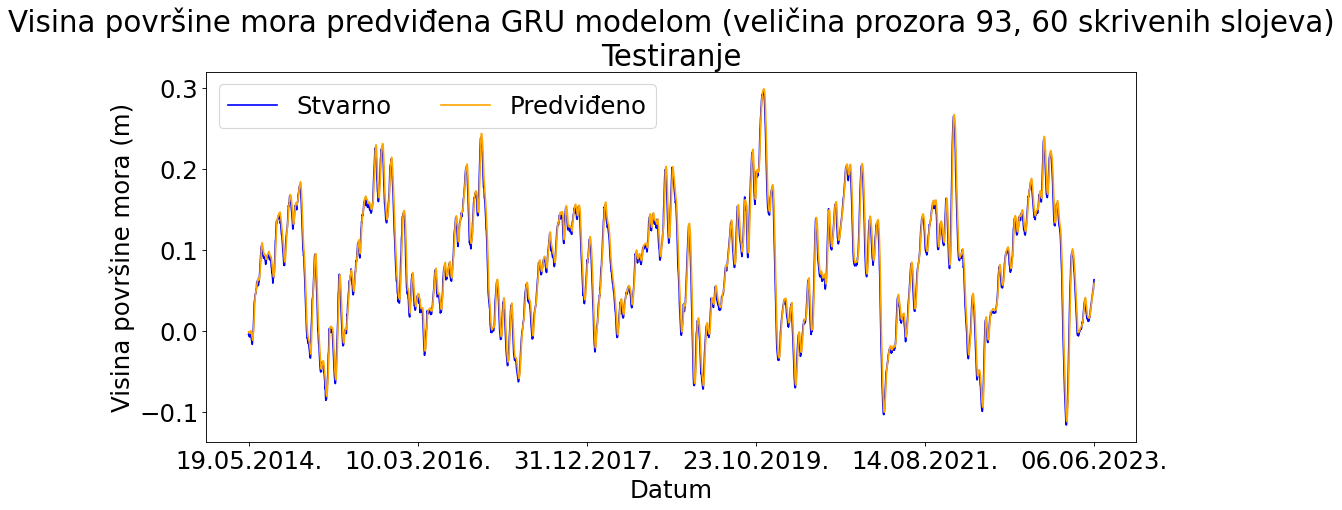 Visina površine mora predviđena GRU modelom (veličina prozora 93, 60 skrivenih slojeva)
Testiranje
Stvarno
Predviđeno
Visina površine mora (m)
0.3
0.2
0.1
0.0
−0.1
19.05.2014.
10.03.2016.
31.12.2017.
23.10.2019.
14.08.2021.
06.06.2023.
Datum